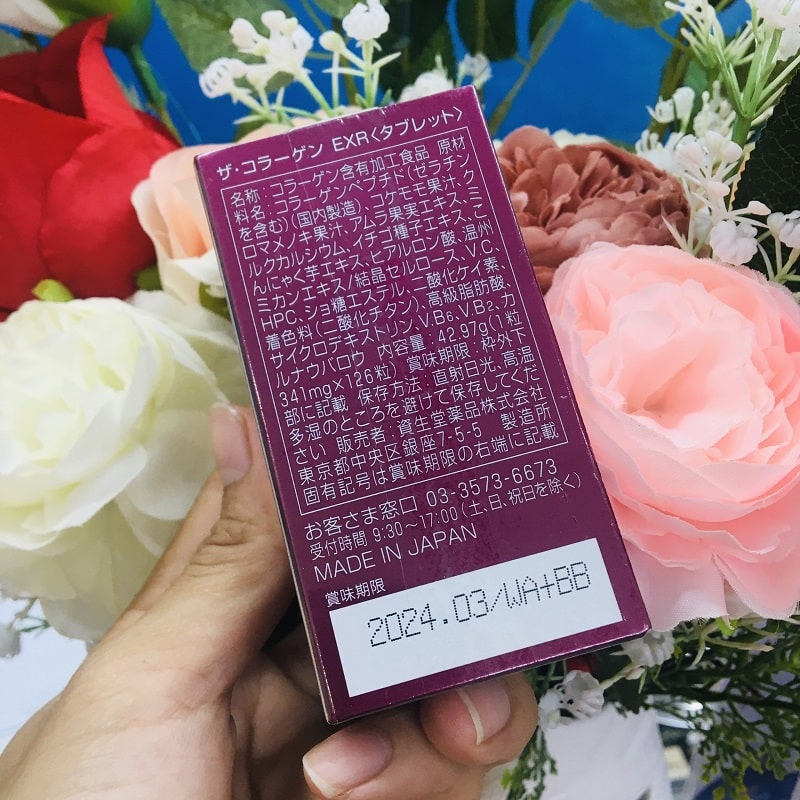 ザ・コラーゲン EXR〈タブレット〉
名称：コラーゲン含有加工食品 原材
料名：コラーゲンペプチド(ゼラチン
を含む)(国内製造)、コケモモ果汁、ク
ロマメノキ果汁、アムラ果実エキス、ミ
ルクカルシウム、イチゴ種子エキス、こ
んにゃく芋エキス、ヒアルロン酸、温州
ミカンエキス/結晶セルロース、V.C、
HPC、ショ糖エステル、二酸化ケイ素、
着色料(二酸化チタン)、高級脂肪酸、
サイクロデキストリン、V.B₆、V.B₂、カ
ルナウバロウ 内容量：42.97g(1粒
341mg×126粒) 賞味期限 枠外下
部に記載 保存方法 直射日光、高温
多湿のところを避けて保存してくだ
さい 販売者：資生堂薬品株式会社
東京都中央区銀座7-5-5 製造所
固有記号は賞味期限の右端に記載
お客さま窓口 03-3573-6673
受付時間 9:30〜17:00(土、日、祝日を除く)
MADE IN JAPAN
賞味期限
2024.03/WA+BB